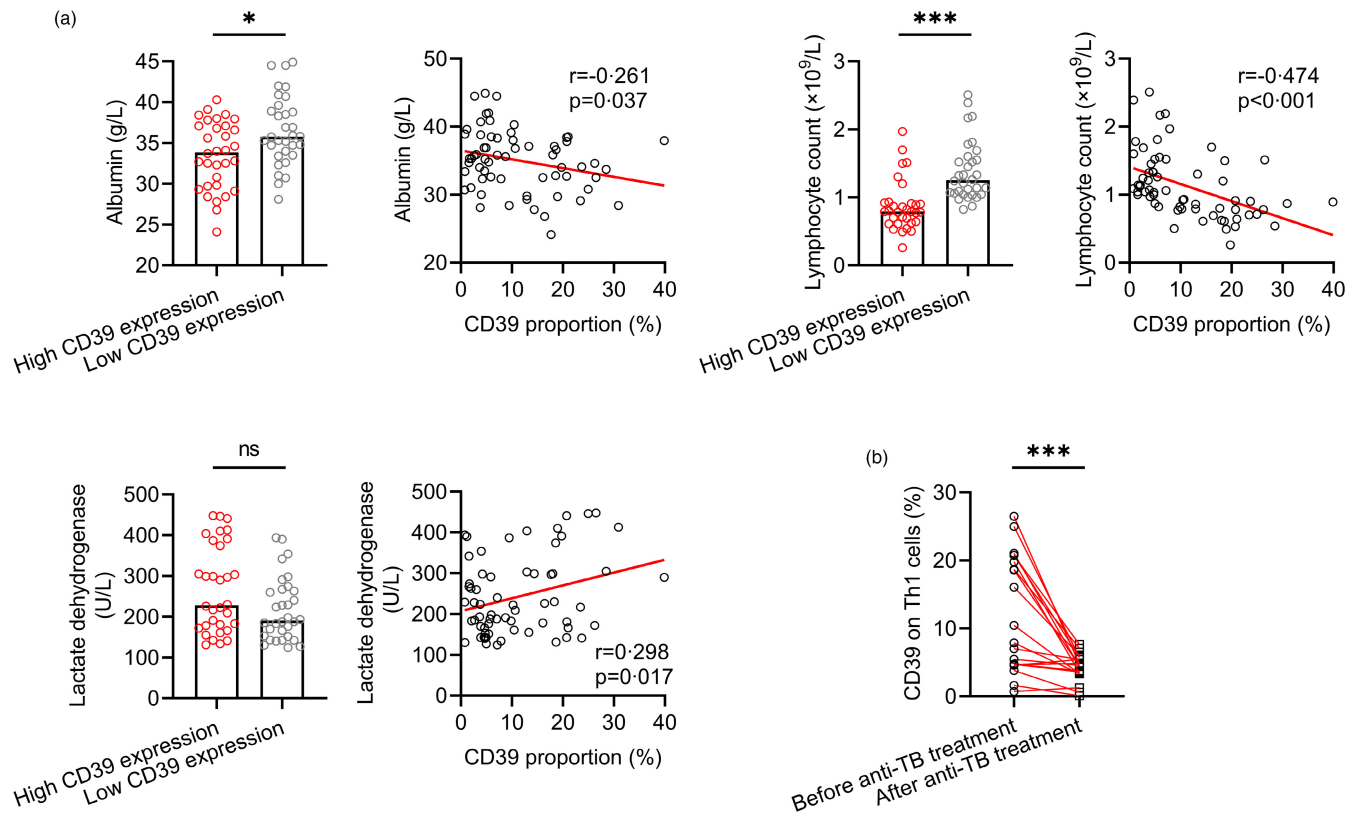 (a)
*
Albumin (g/L)
45
40
35
30
25
20
High CD39 expression
Low CD39 expression
Albumin (g/L)
50
40
30
20
r=-0·261
p=0·037
0 10 20 30 40
CD39 proportion (%)
***
Lymphocyte count (×10⁹/L)
3
2
1
0
High CD39 expression
Low CD39 expression
Lymphocyte count (×10⁹/L)
3
2
1
0
r=-0·474
p<0·001
0 10 20 30 40
CD39 proportion (%)
ns
Lactate dehydrogenase
(U/L)
500
400
300
200
100
0
High CD39 expression
Low CD39 expression
Lactate dehydrogenase
(U/L)
500
400
300
200
100
0
r=0·298
p=0·017
0 10 20 30 40
CD39 proportion (%)
(b)
***
CD39 on Th1 cells (%)
30
20
10
0
Before anti-TB treatment
After anti-TB treatment